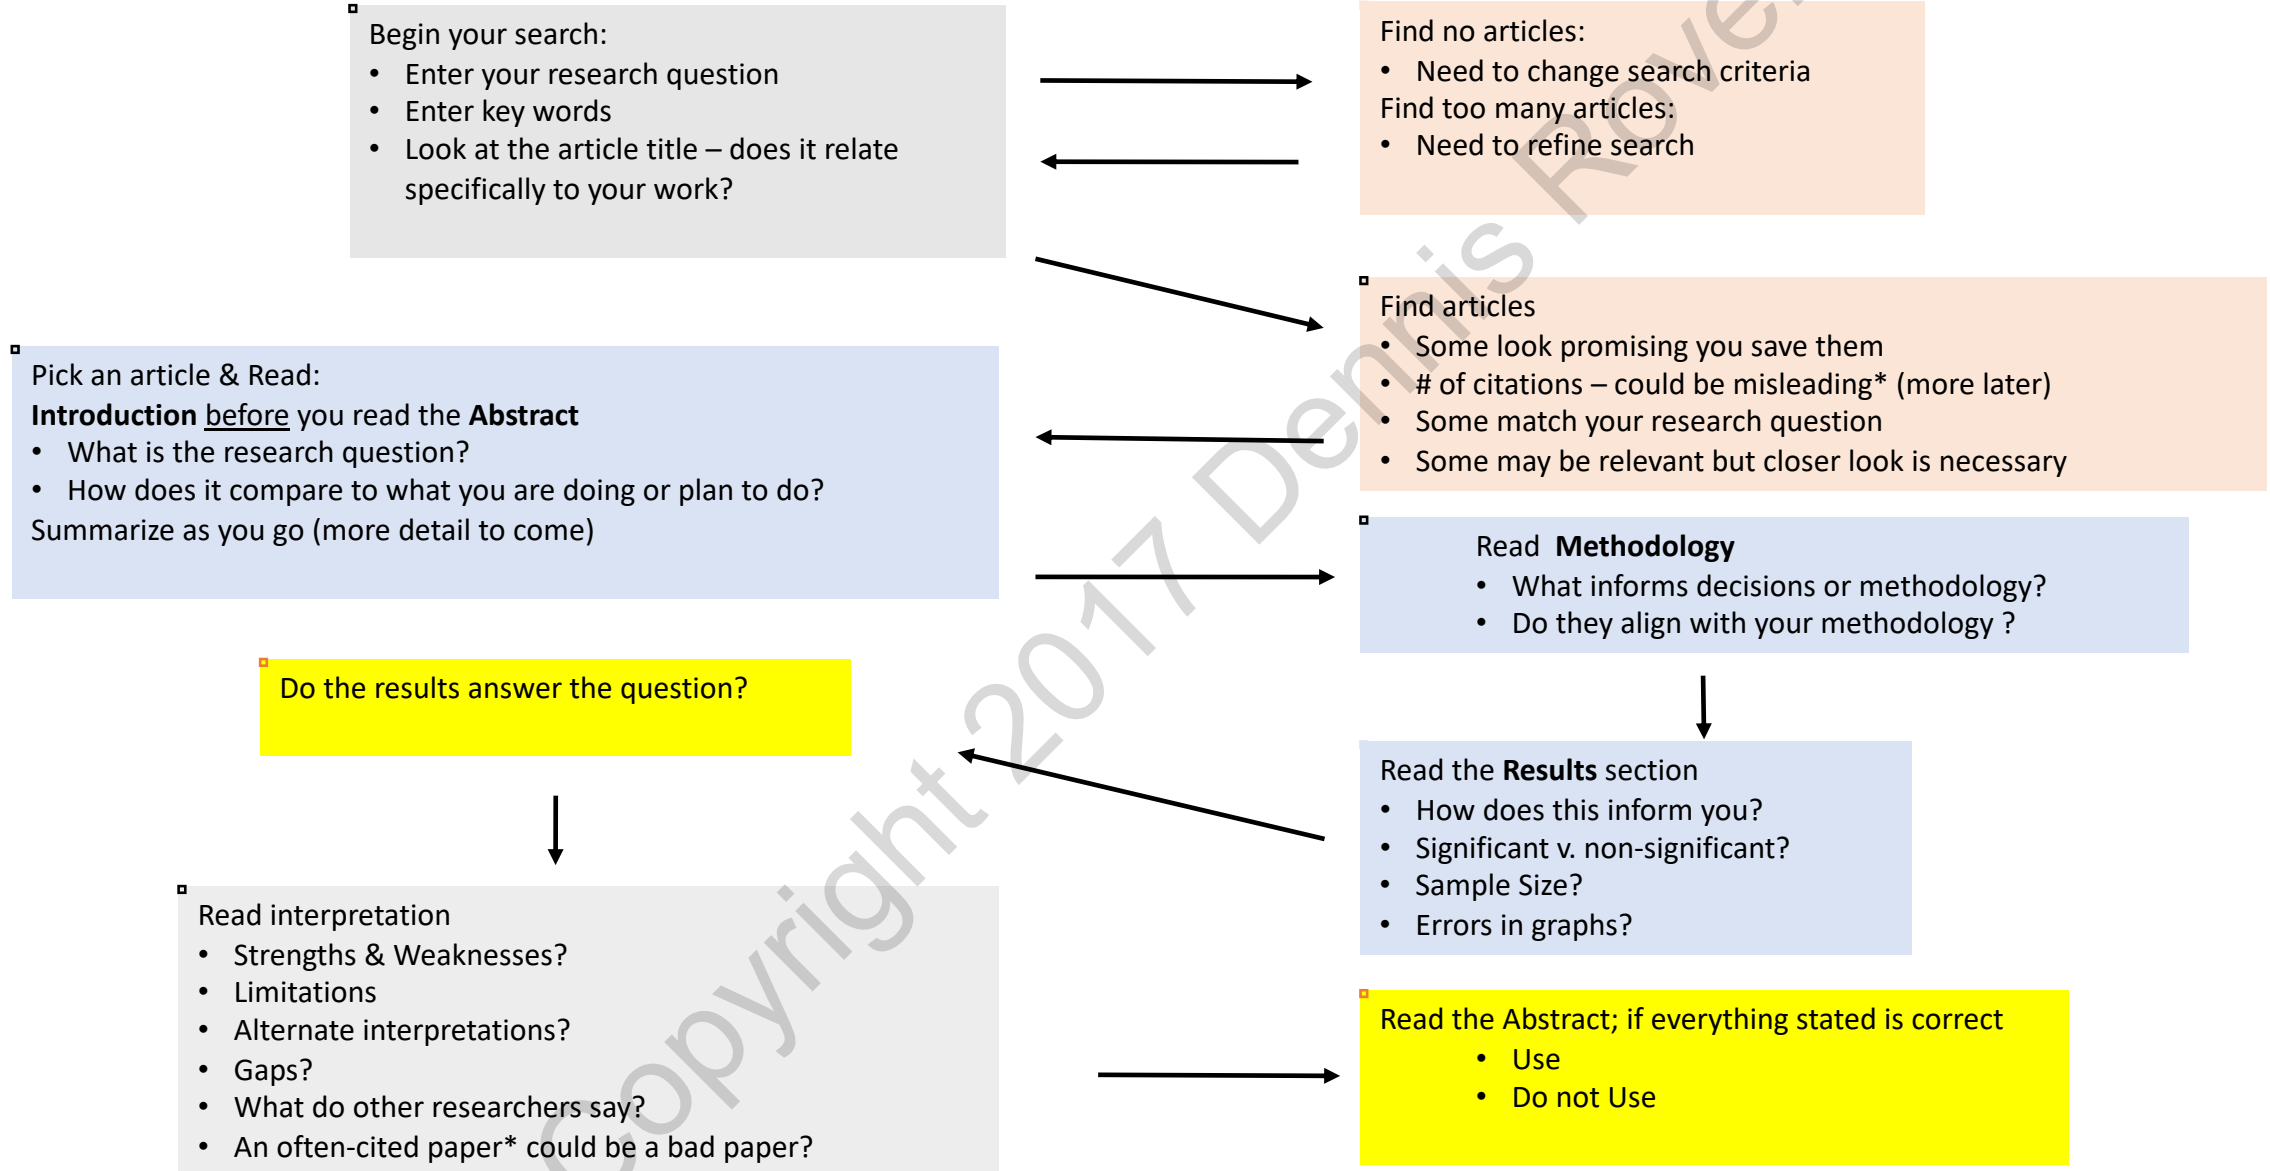 Begin your search:
• Enter your research question
• Enter key words
• Look at the article title – does it relate
specifically to your work?
Find no articles:
• Need to change search criteria
Find too many articles:
• Need to refine search
Find articles
• Some look promising you save them
• # of citations – could be misleading* (more later)
• Some match your research question
• Some may be relevant but closer look is necessary
Pick an article & Read:
Introduction before you read the Abstract
• What is the research question?
• How does it compare to what you are doing or plan to do?
Summarize as you go (more detail to come)
Read Methodology
• What informs decisions or methodology?
• Do they align with your methodology ?
Read the Results section
• How does this inform you?
• Significant v. non-significant?
• Sample Size?
• Errors in graphs?
Do the results answer the question?
Read interpretation
• Strengths & Weaknesses?
• Limitations
• Alternate interpretations?
• Gaps?
• What do other researchers say?
• An often-cited paper* could be a bad paper?
Read the Abstract; if everything stated is correct
• Use
• Do not Use
Copyright 2017 Dennis